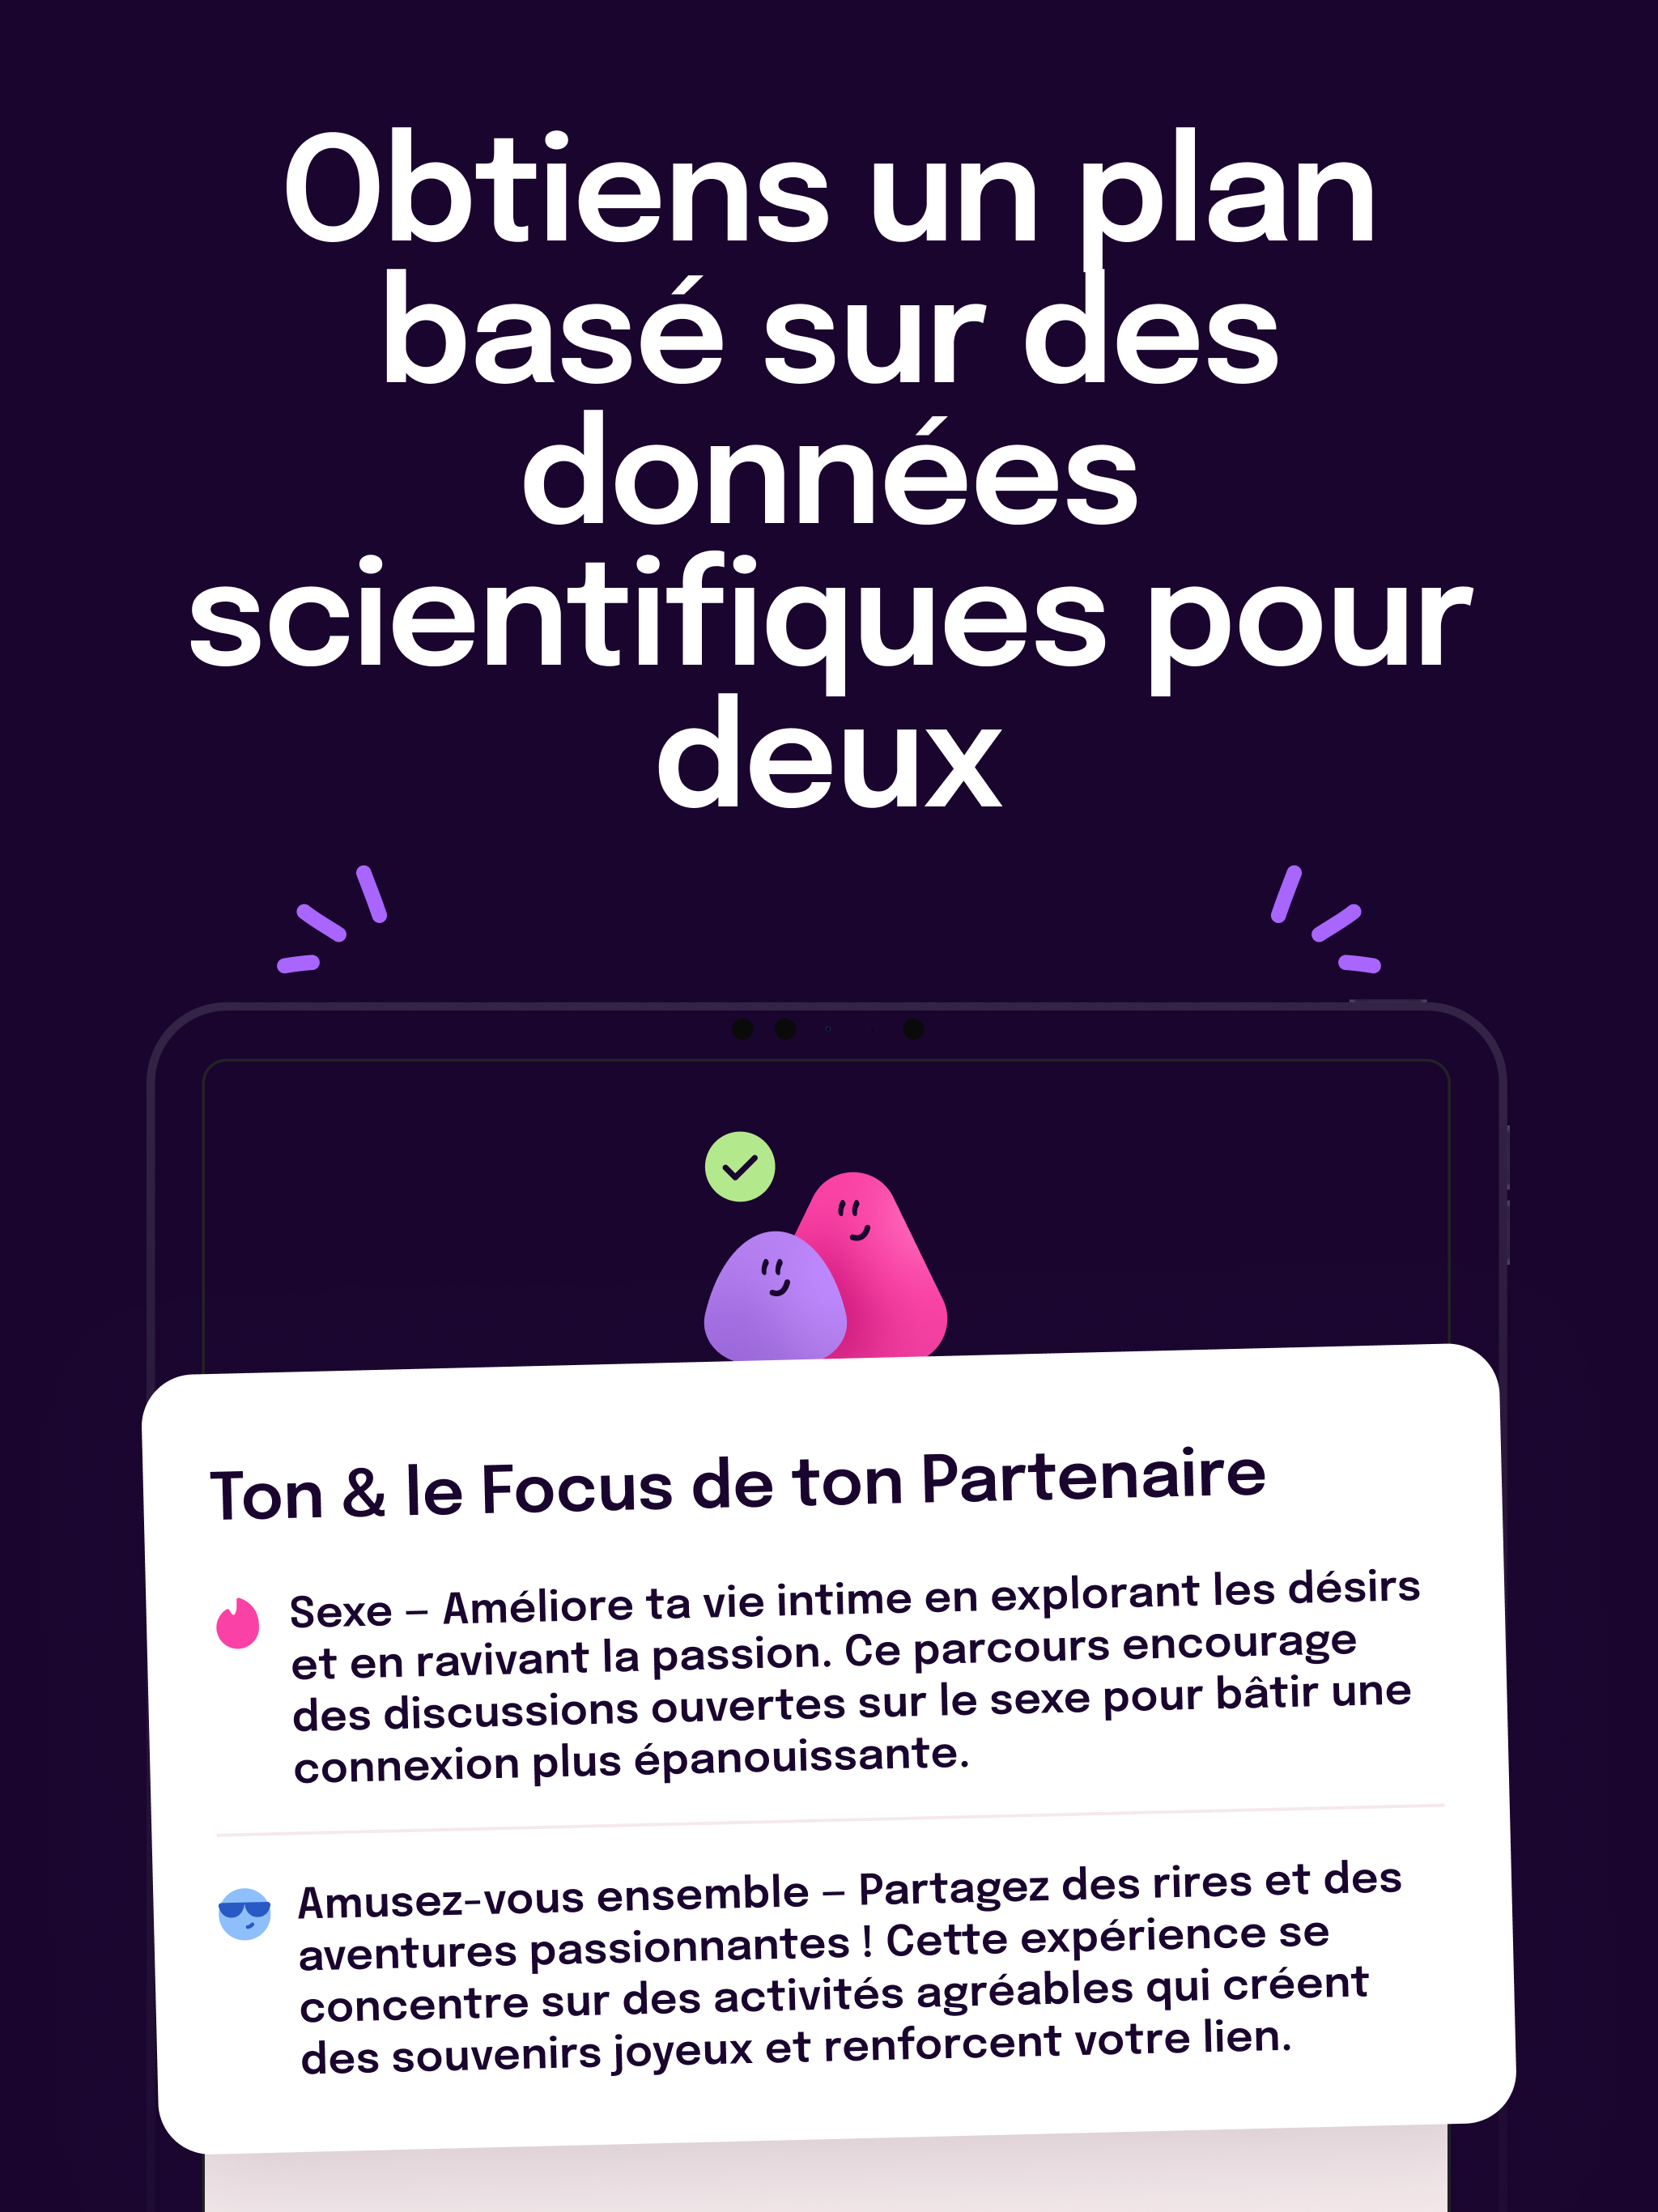 Obtiens un plan
basé sur des
données
scientifiques pour
deux
Ton & le Focus de ton Partenaire
Sexe – Améliore ta vie intime en explorant les désirs
et en ravivant la passion. Ce parcours encourage
des discussions ouvertes sur le sexe pour bâtir une
connexion plus épanouissante.
Amusez-vous ensemble – Partagez des rires et des
aventures passionnantes ! Cette expérience se
concentre sur des activités agréables qui créent
des souvenirs joyeux et renforcent votre lien.